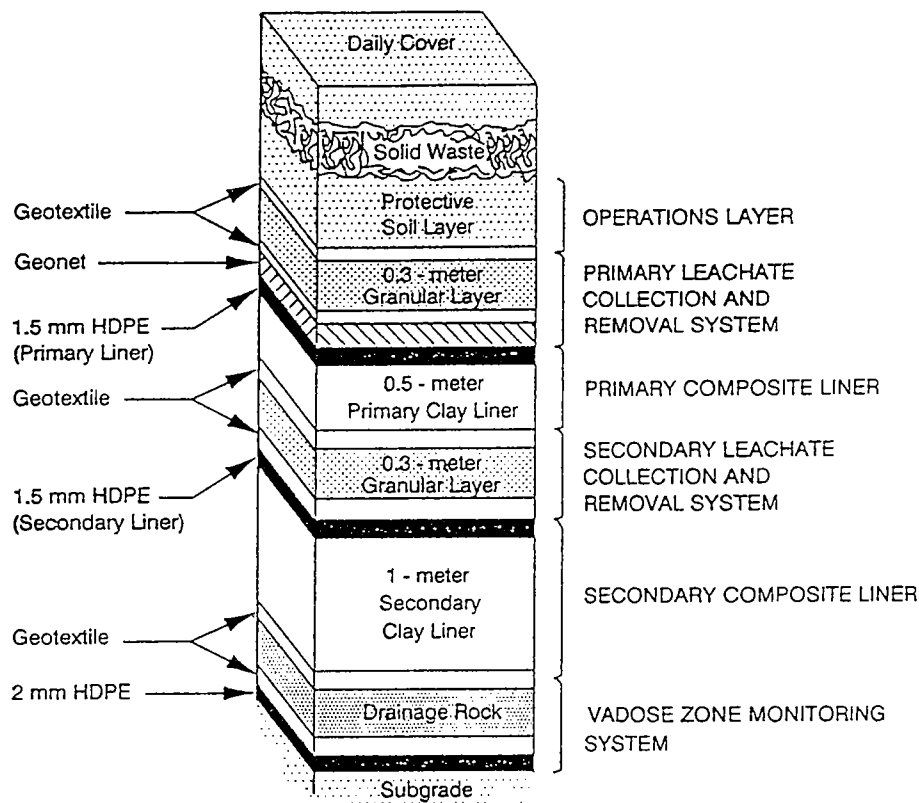 Daily Cover
Solid Waste
Protective
Soil Layer
0.3 - meter
Granular Layer
0.5 - meter
Primary Clay Liner
0.3 - meter
Granular Layer
1 - meter
Secondary
Clay Liner
Drainage Rock
Subgrade
Geotextile
Geonet
1.5 mm HDPE
(Primary Liner)
Geotextile
1.5 mm HDPE
(Secondary Liner)
Geotextile
2 mm HDPE
OPERATIONS LAYER
PRIMARY LEACHATE
COLLECTION AND
REMOVAL SYSTEM
PRIMARY COMPOSITE LINER
SECONDARY LEACHATE
COLLECTION AND
REMOVAL SYSTEM
SECONDARY COMPOSITE LINER
VADOSE ZONE MONITORING
SYSTEM